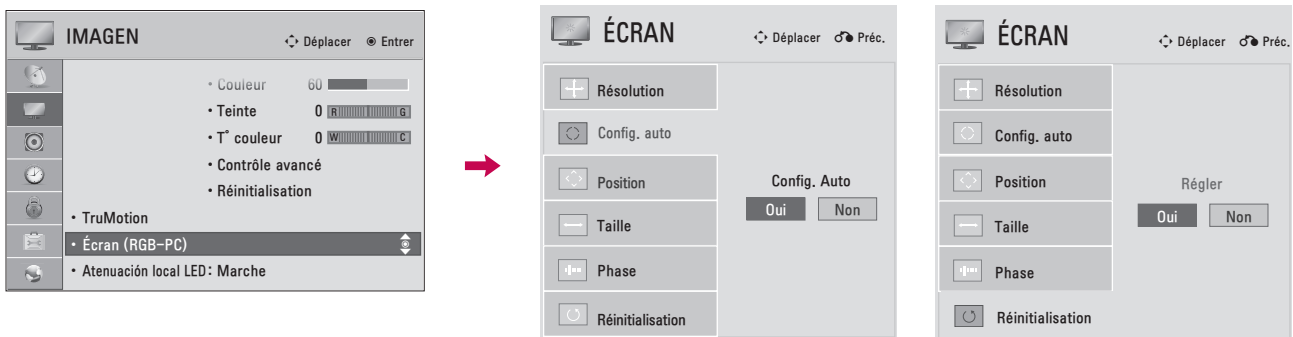 IMAGEN
Déplacer Entrer
• Couleur 60
• Teinte 0 R G
• T° couleur 0 W C
• Contrôle avancé
• Réinitialisation
• TruMotion
• Écran (RGB-PC)
• Atenuación local LED: Marche
ÉCRAN
Déplacer Préc.
Résolution
Config. auto
Position
Taille
Phase
Réinitialisation
Config. Auto
Oui Non
ÉCRAN
Déplacer Préc.
Résolution
Config. auto
Position
Taille
Phase
Réinitialisation
Régler
Oui Non